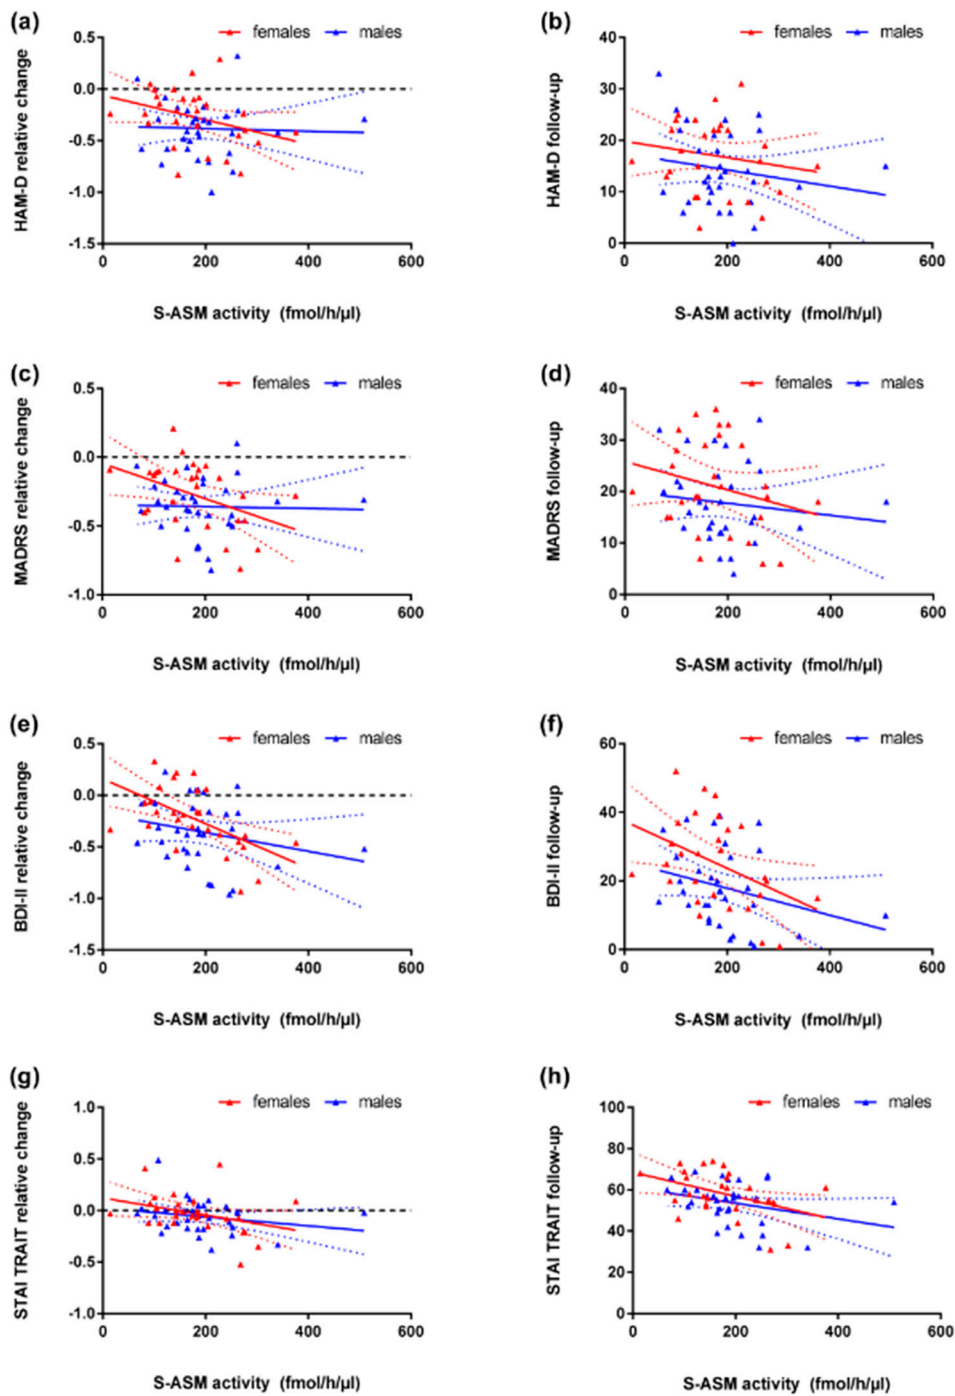 (a)
females males
HAM-D relative change
0.5
0.0
-0.5
-1.0
-1.5
0 200 400 600
S-ASM activity (fmol/h/µl)
(b)
females males
HAM-D follow-up
40
30
20
10
0
0 200 400 600
S-ASM activity (fmol/h/µl)
(c)
females males
MADRS relative change
0.5
0.0
-0.5
-1.0
0 200 400 600
S-ASM activity (fmol/h/µl)
(d)
females males
MADRS follow-up
40
30
20
10
0
0 200 400 600
S-ASM activity (fmol/h/µl)
(e)
females males
BDI-II relative change
0.5
0.0
-0.5
-1.0
-1.5
0 200 400 600
S-ASM activity (fmol/h/µl)
(f)
females males
BDI-II follow-up
60
40
20
0
0 200 400 600
S-ASM activity (fmol/h/µl)
(g)
females males
STAI TRAIT relative change
1.0
0.5
0.0
-0.5
-1.0
0 200 400 600
S-ASM activity (fmol/h/µl)
(h)
females males
STAI TRAIT follow-up
100
80
60
40
20
0
0 200 400 600
S-ASM activity (fmol/h/µl)